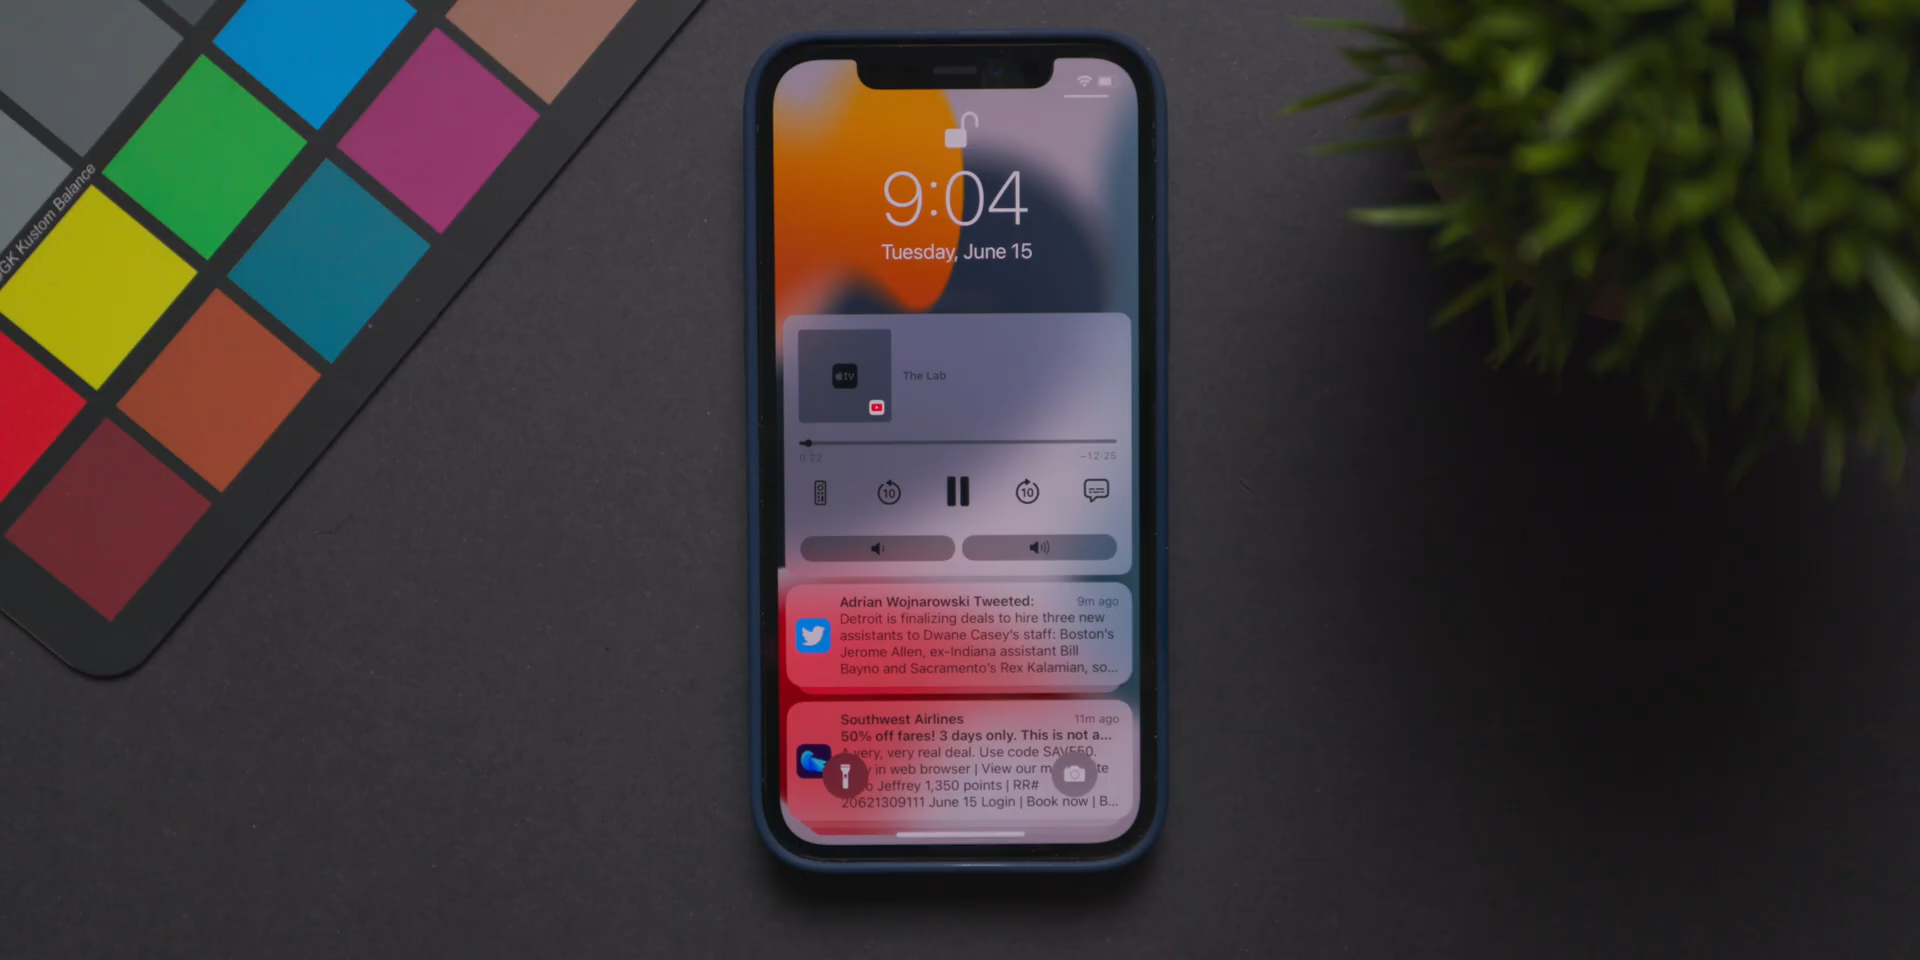 DGK Kustom Balance
9:04
Tuesday, June 15
tv
The Lab
0:22
-12:25
10
10
Adrian Wojnarowski Tweeted:
9m ago
Detroit is finalizing deals to hire three new
assistants to Dwane Casey's staff: Boston's
Jerome Allen, ex-Indiana assistant Bill
Bayno and Sacramento's Rex Kalamian, so...
Southwest Airlines
11m ago
50% off fares! 3 days only. This is not a...
A very, very real deal. Use code SAVE50.
in web browser | View our
Jeffrey 1,350 points | RR#
20621309111 June 15 Login | Book now | B...